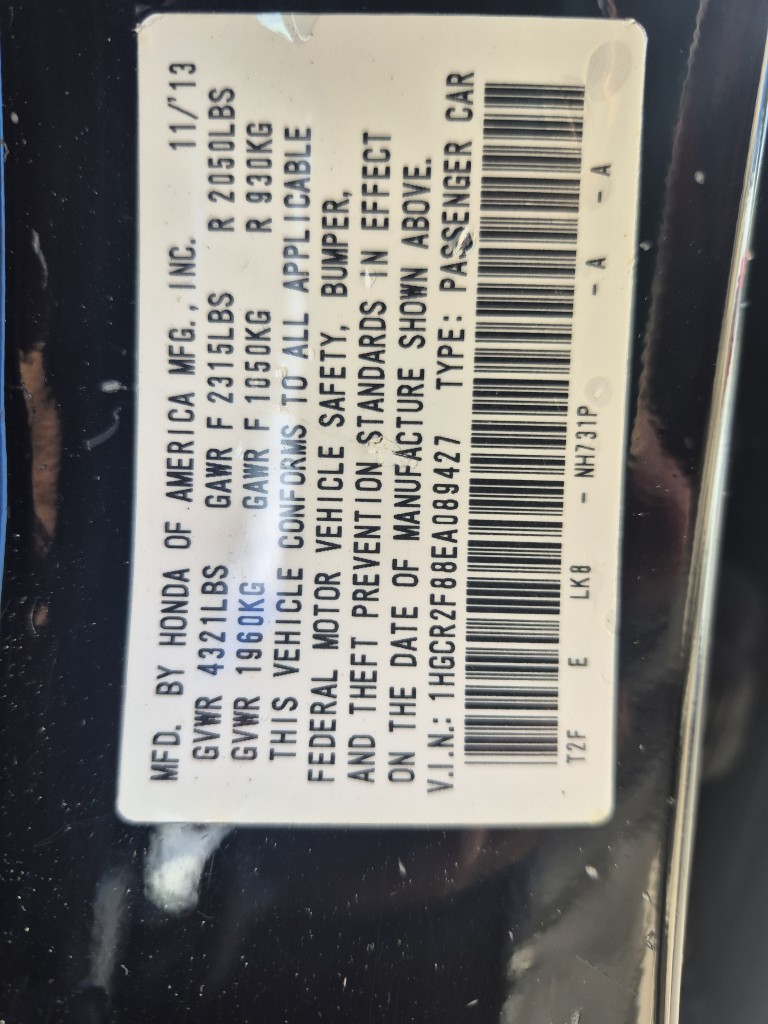 MFD. BY HONDA OF AMERICA MFG., INC. 11/'13
GVWR 4321LBS GAWR F 2315LBS R 2050LBS
GVWR 1960KG GAWR F 1050KG R 930KG
THIS VEHICLE CONFORMS TO ALL APPLICABLE
FEDERAL MOTOR VEHICLE SAFETY, BUMPER,
AND THEFT PREVENTION STANDARDS IN EFFECT
ON THE DATE OF MANUFACTURE SHOWN ABOVE.
V.I.N.: 1HGCR2F88EA089427 TYPE: PASSENGER CAR
T2F E LK8 - NH731P - A - A